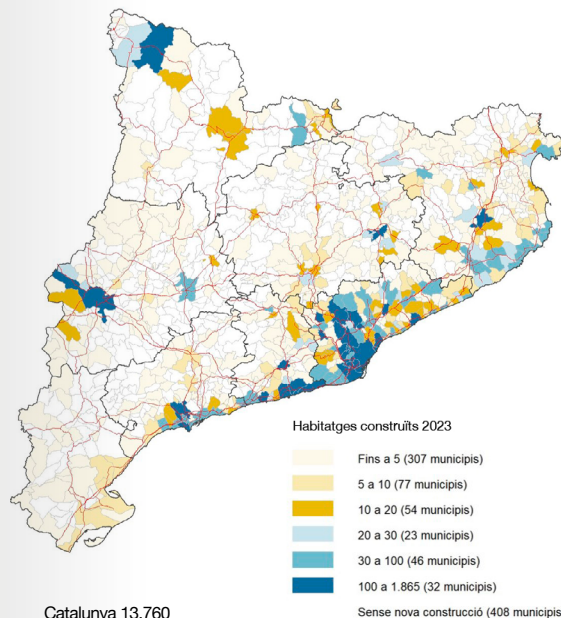 Habitatges construïts 2023
Fins a 5 (307 municipis)
5 a 10 (77 municipis)
10 a 20 (54 municipis)
20 a 30 (23 municipis)
30 a 100 (46 municipis)
100 a 1.865 (32 municipis)
Sense nova construcció (408 municipis
Catalunya 13.760